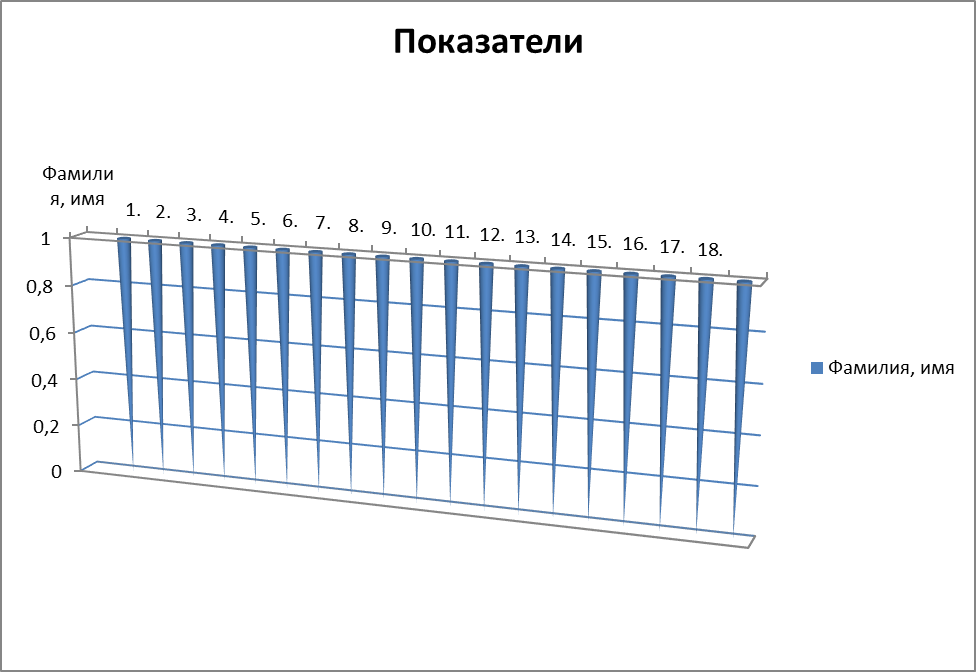 Показатели
Фамили
я, имя
1. 2. 3. 4. 5. 6. 7. 8. 9. 10. 11. 12. 13. 14. 15. 16. 17. 18.
1
0,8
0,6
0,4
0,2
0
Фамилия, имя